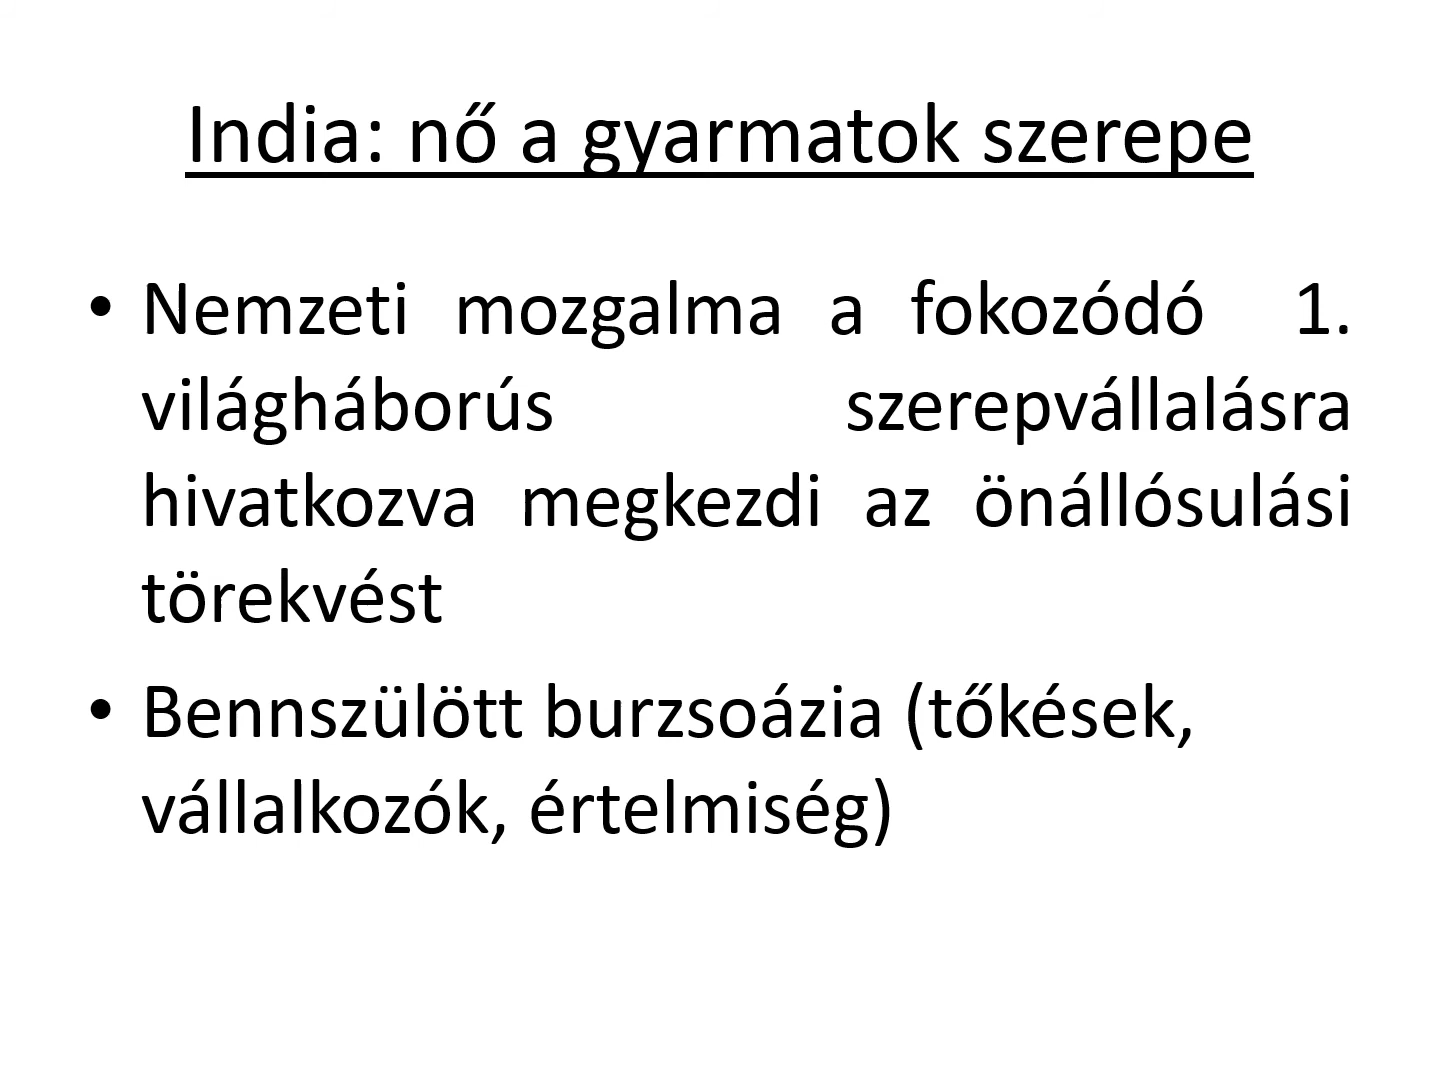 India: nő a gyarmatok szerepe
• Nemzeti mozgalma a fokozódó 1.
világháborús szerepvállalásra
hivatkozva megkezdi az önállósulási
törekvést
• Bennszülött burzsoázia (tőkések,
vállalkozók, értelmiség)